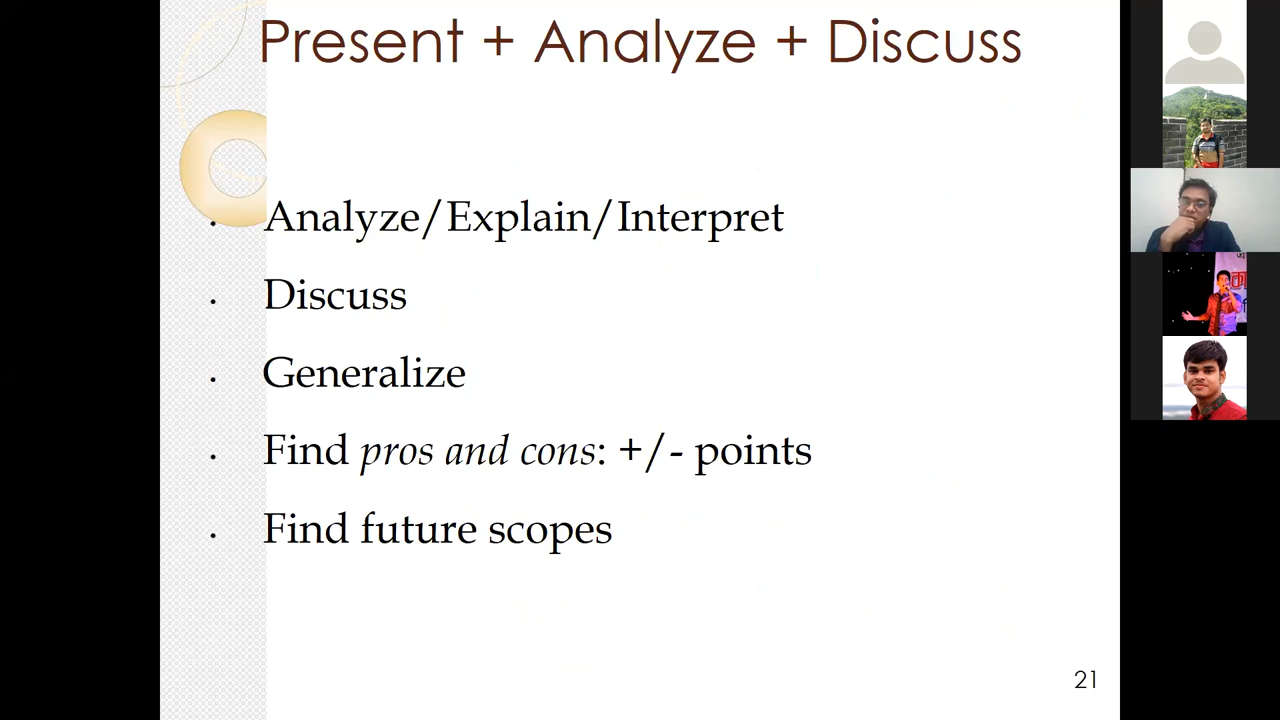 Present + Analyze + Discuss
• Analyze/Explain/Interpret
• Discuss
• Generalize
• Find pros and cons: +/- points
• Find future scopes
21